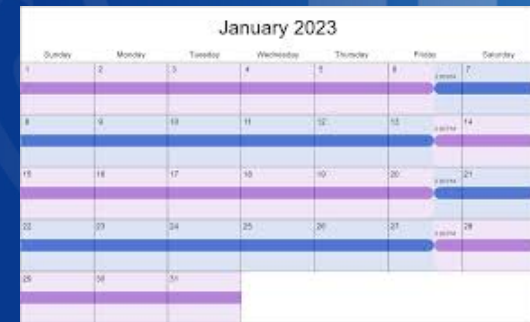 January 2023
Sunday Monday Tuesday Wednesday Thursday Friday Saturday
1 2 3 4 5 6 7
8 9 10 11 12 13 14
15 16 17 18 19 20 21
22 23 24 25 26 27 28
29 30 31